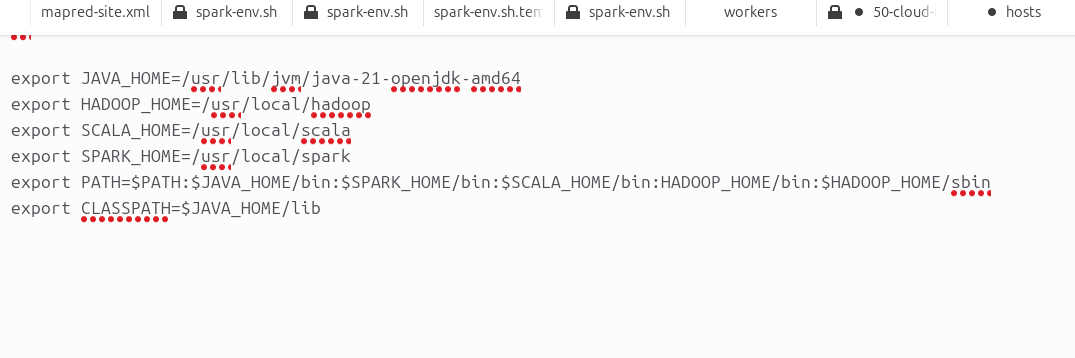 mapred-site.xml spark-env.sh spark-env.sh spark-env.sh.tem spark-env.sh workers 50-cloud- hosts
export JAVA_HOME=/usr/lib/jvm/java-21-openjdk-amd64
export HADOOP_HOME=/usr/local/hadoop
export SCALA_HOME=/usr/local/scala
export SPARK_HOME=/usr/local/spark
export PATH=$PATH:$JAVA_HOME/bin:$SPARK_HOME/bin:$SCALA_HOME/bin:HADOOP_HOME/bin:$HADOOP_HOME/sbin
export CLASSPATH=$JAVA_HOME/lib